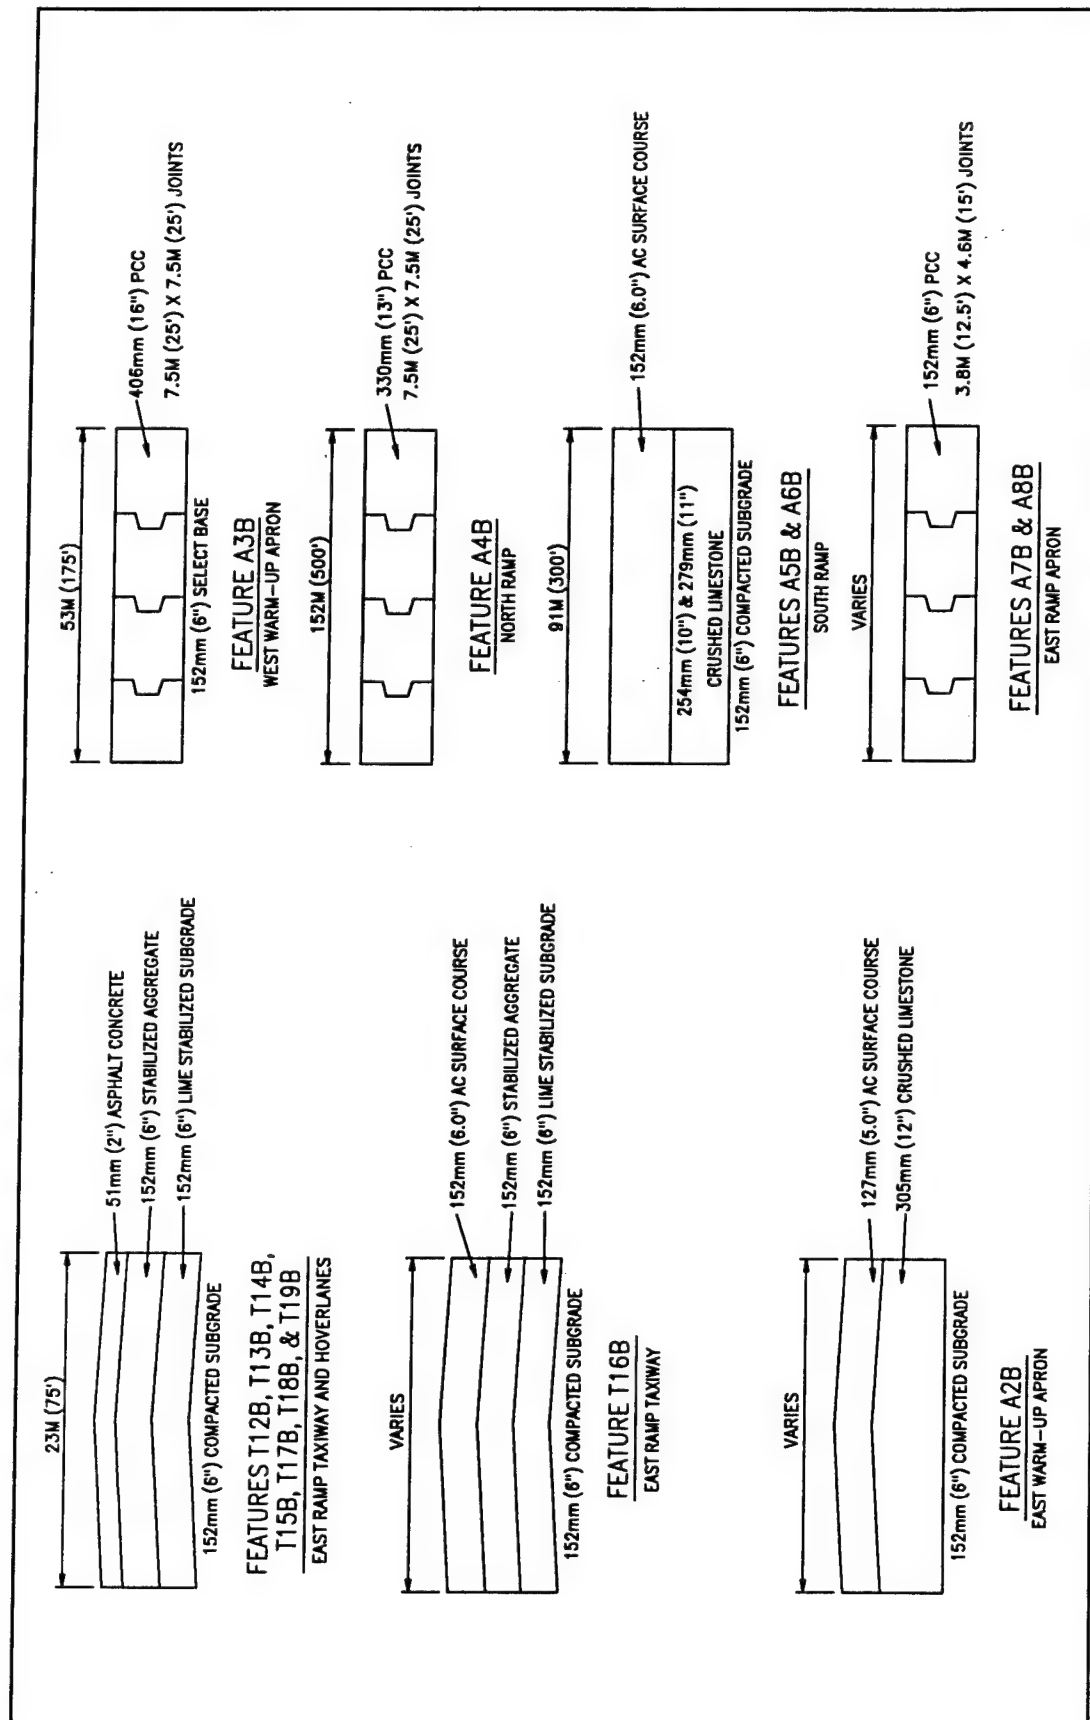 23M (75')
51mm (2") ASPHALT CONCRETE
152mm (6") STABILIZED AGGREGATE
152mm (6") LIME STABILIZED SUBGRADE
152mm (6") COMPACTED SUBGRADE
FEATURES T12B, T13B, T14B,
T15B, T17B, T18B, & T19B
EAST RAMP TAXIWAY AND HOVERLANES
VARIES
152mm (6.0") AC SURFACE COURSE
152mm (6") STABILIZED AGGREGATE
152mm (6") LIME STABILIZED SUBGRADE
152mm (6") COMPACTED SUBGRADE
FEATURE T16B
EAST RAMP TAXIWAY
VARIES
127mm (5.0") AC SURFACE COURSE
305mm (12") CRUSHED LIMESTONE
152mm (6") COMPACTED SUBGRADE
FEATURE A2B
EAST WARM-UP APRON
53M (175')
406mm (16") PCC
7.5M (25') X 7.5M (25') JOINTS
152mm (6") SELECT BASE
FEATURE A3B
WEST WARM-UP APRON
152M (500')
330mm (13") PCC
7.5M (25') X 7.5M (25') JOINTS
FEATURE A4B
NORTH RAMP
91M (300')
152mm (6.0") AC SURFACE COURSE
254mm (10") & 279mm (11")
CRUSHED LIMESTONE
152mm (6") COMPACTED SUBGRADE
FEATURES A5B & A6B
SOUTH RAMP
VARIES
152mm (6") PCC
3.8M (12.5') X 4.6M (15') JOINTS
FEATURES A7B & A8B
EAST RAMP APRON